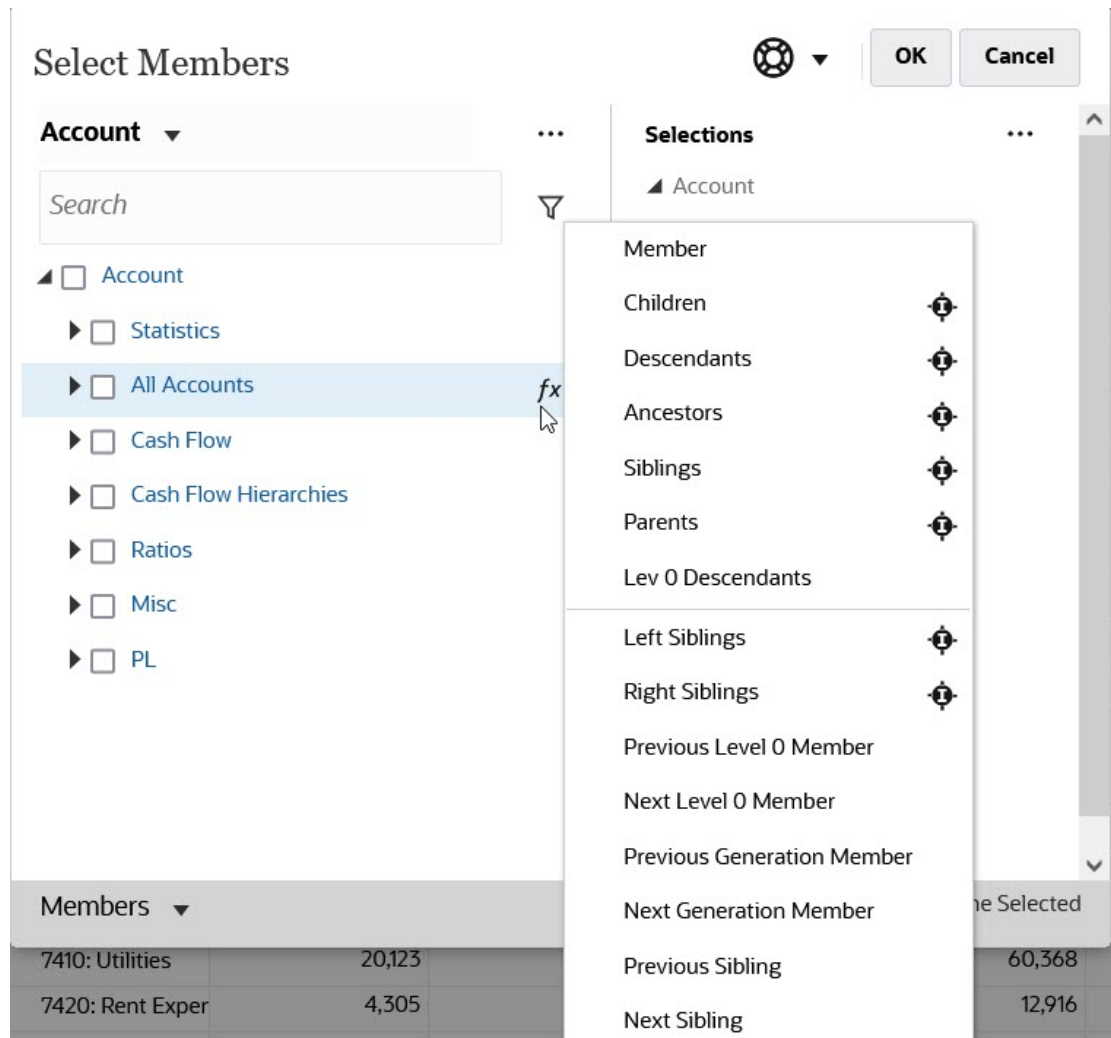 Select Members
OK
Cancel
Account
Selections
Account
Search
Account
Statistics
All Accounts
fx
Cash Flow
Cash Flow Hierarchies
Ratios
Misc
PL
Member
Children
Descendants
Ancestors
Siblings
Parents
Lev 0 Descendants
Left Siblings
Right Siblings
Previous Level 0 Member
Next Level 0 Member
Previous Generation Member
Next Generation Member
Previous Sibling
Next Sibling
Members
Selected
7410: Utilities 20,123 60,368
7420: Rent Exper 4,305 12,916